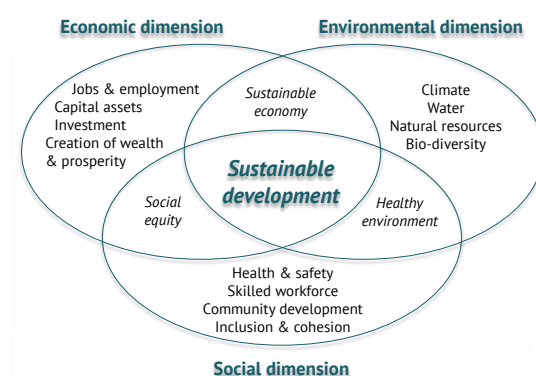 Economic dimension
Environmental dimension
Jobs & employment
Capital assets
Investment
Creation of wealth
& prosperity
Sustainable
economy
Climate
Water
Natural resources
Bio-diversity
Sustainable
development
Social
equity
Healthy
environment
Health & safety
Skilled workforce
Community development
Inclusion & cohesion
Social dimension